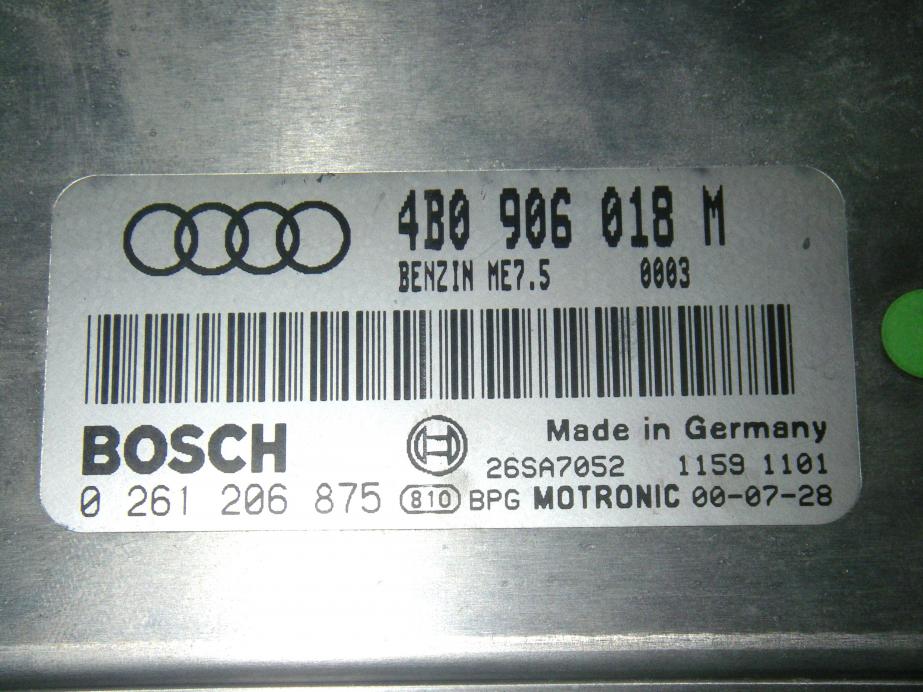 4B0 906 018 M
BENZIN ME7.5 0003
BOSCH
Made in Germany
26SA7052 1159 1101
0 261 206 875 810 BPG MOTRONIC 00-07-28